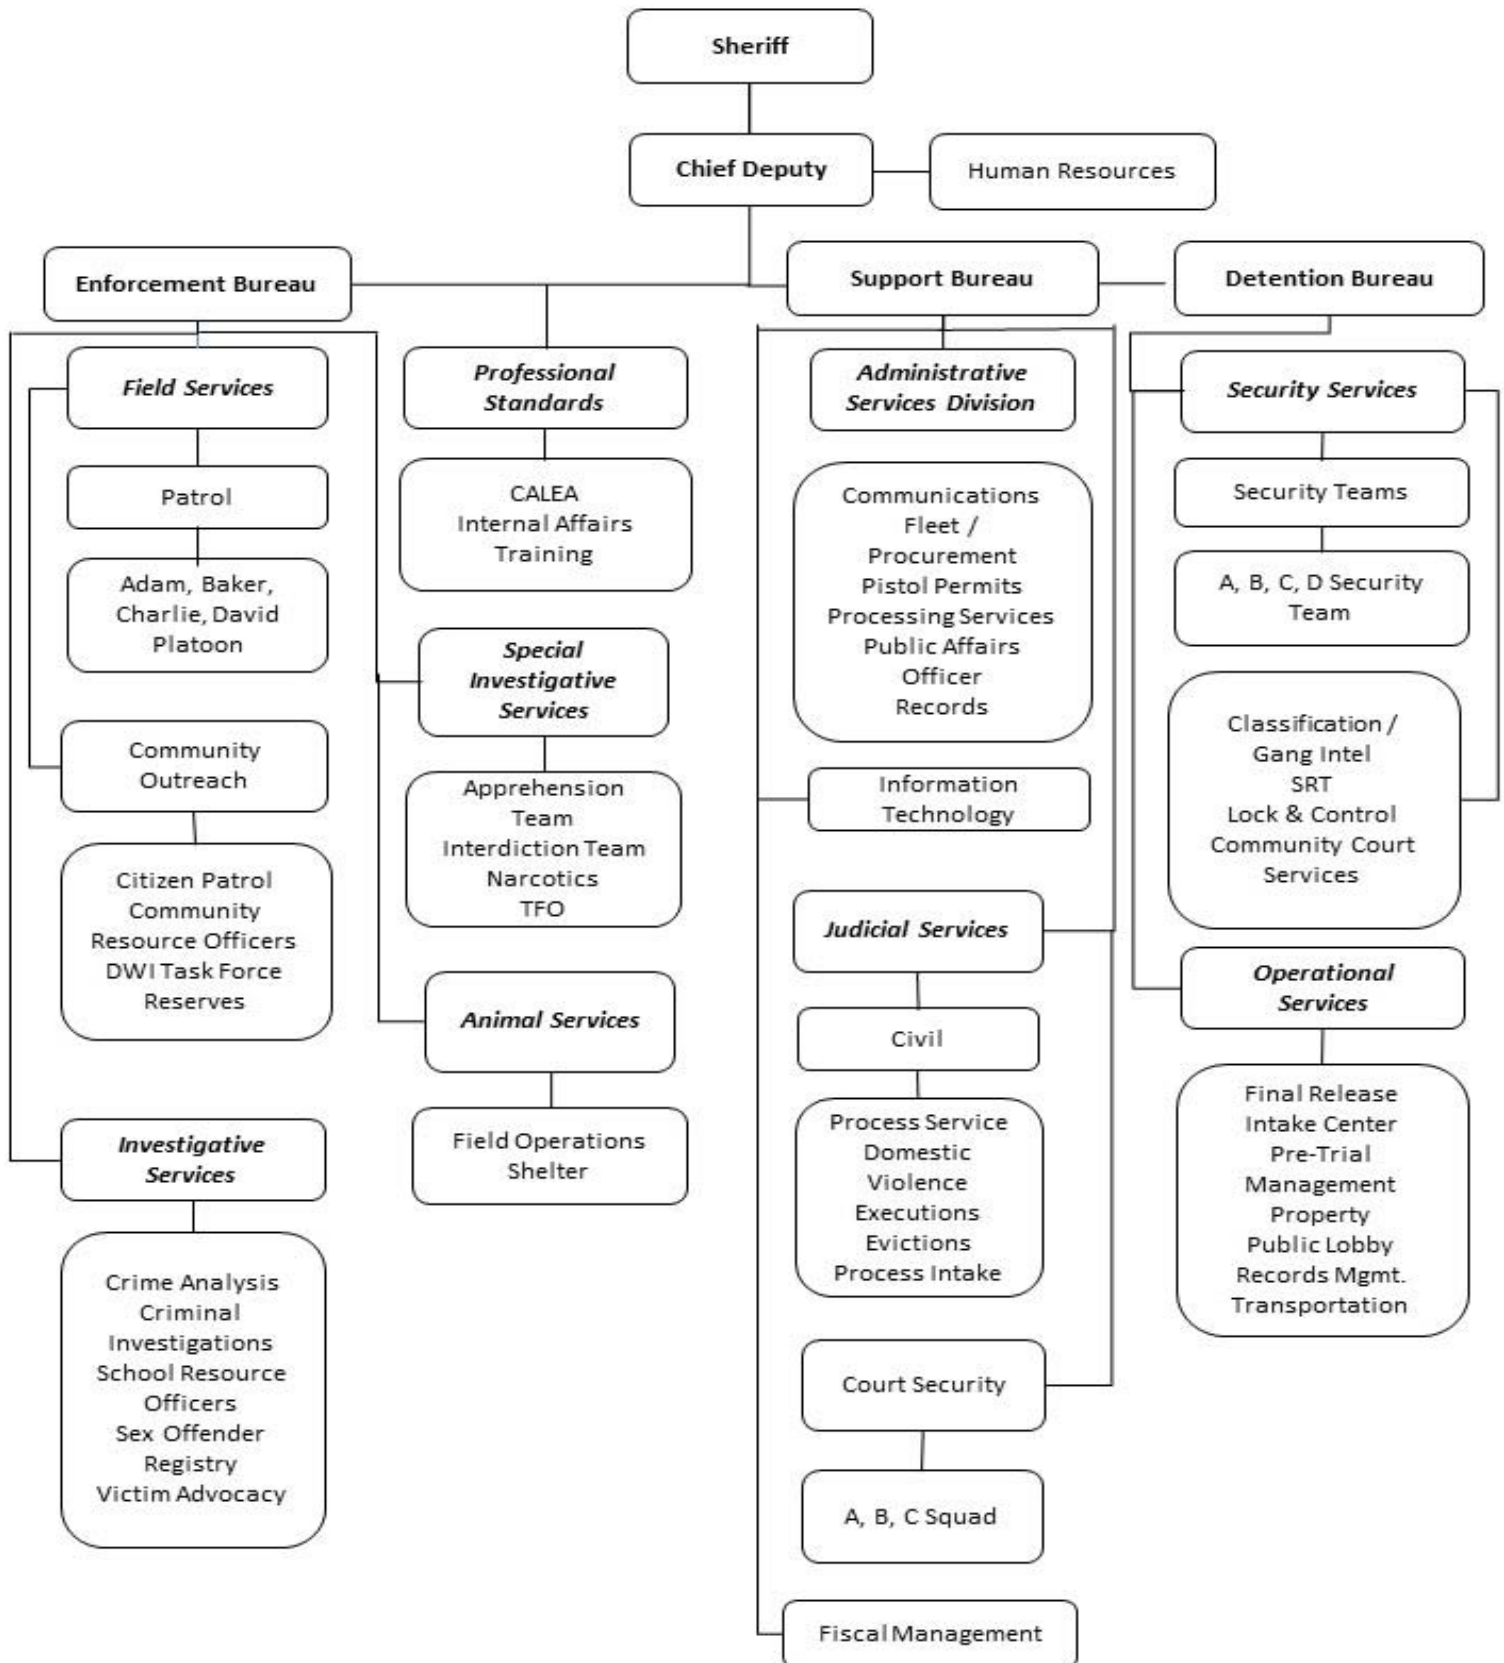 Sheriff
Chief Deputy
Human Resources
Enforcement Bureau
Support Bureau
Detention Bureau
Field Services
Patrol
Adam, Baker,
Charlie, David
Platoon
Community
Outreach
Citizen Patrol
Community
Resource Officers
DWI Task Force
Reserves
Investigative
Services
Crime Analysis
Criminal
Investigations
School Resource
Officers
Sex Offender
Registry
Victim Advocacy
Professional
Standards
CALEA
Internal Affairs
Training
Special
Investigative
Services
Apprehension
Team
Interdiction Team
Narcotics
TFO
Animal Services
Field Operations
Shelter
Administrative
Services Division
Communications
Fleet /
Procurement
Pistol Permits
Processing Services
Public Affairs
Officer
Records
Information
Technology
Judicial Services
Civil
Process Service
Domestic
Violence
Executions
Evictions
Process Intake
Court Security
A, B, C Squad
Fiscal Management
Security Services
Security Teams
A, B, C, D Security
Team
Classification /
Gang Intel
SRT
Lock & Control
Community Court
Services
Operational
Services
Final Release
Intake Center
Pre-Trial
Management
Property
Public Lobby
Records Mgmt.
Transportation